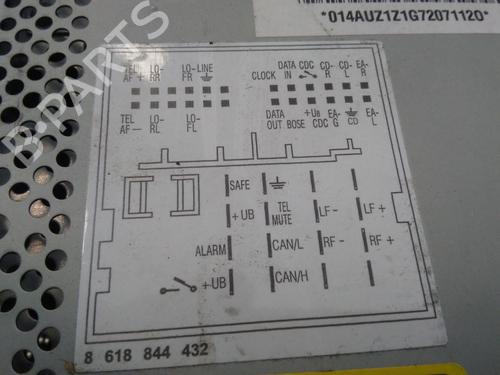 *014AUZ1Z1G72071120*
TEL LO- LO- LINE
AF + RR FR
DATA CDC CD- CD- EA-
CLOCK IN R L R
TEL LO- LO-
AF – RL FL
DATA +UB EA- EA-
OUT BOSE CDC G CD L
SAFE
+ UB TEL MUTE LF - LF +
ALARM CAN/L RF - RF +
+UB CAN/H
8 618 844 432
B-PARTS